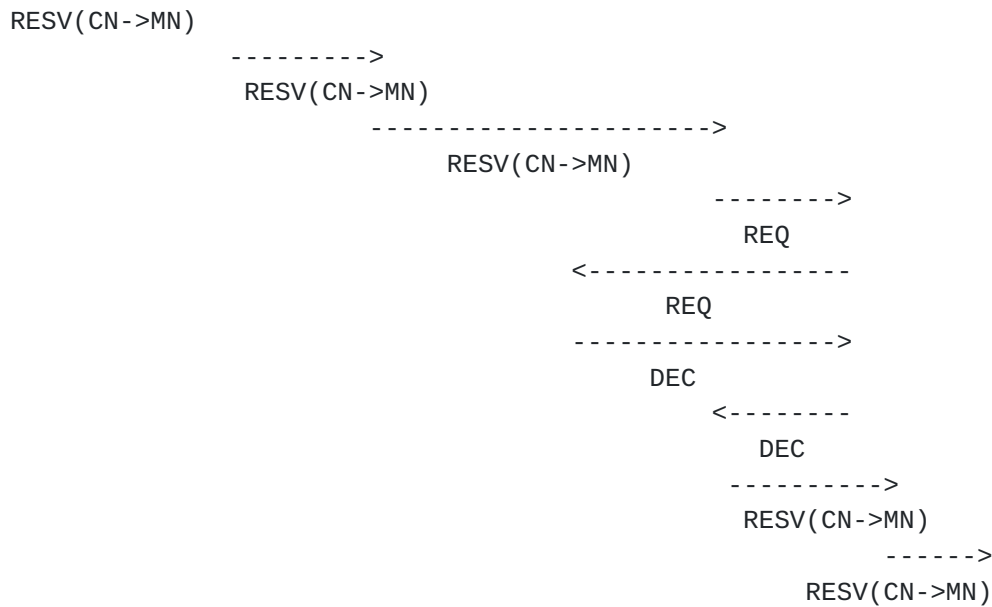 RESV(CN->MN)
--------->
RESV(CN->MN)
---------------------->
RESV(CN->MN)
-------->
REQ
<-----------------
REQ
----------------->
DEC
<--------
DEC
---------->
RESV(CN->MN)
------>
RESV(CN->MN)